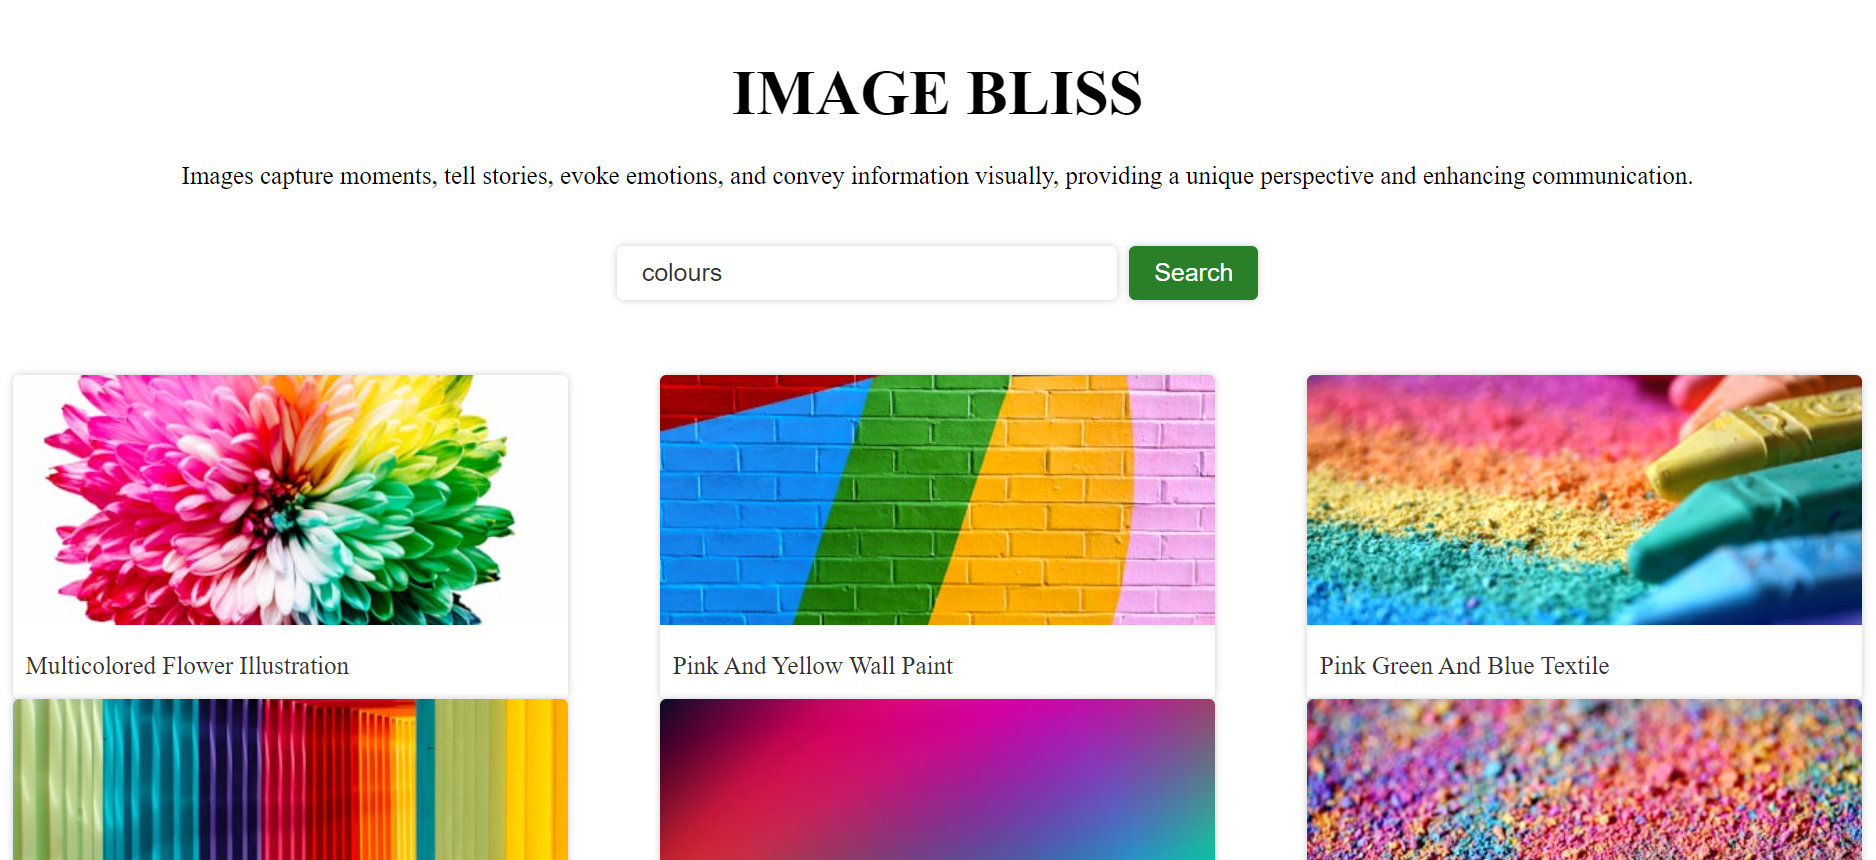 IMAGE BLISS
Images capture moments, tell stories, evoke emotions, and convey information visually, providing a unique perspective and enhancing communication.
colours
Search
Multicolored Flower Illustration
Pink And Yellow Wall Paint
Pink Green And Blue Textile